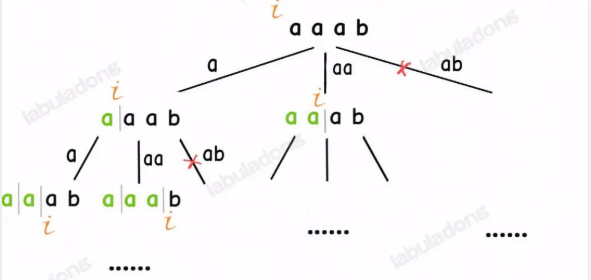 i
a a a b
a aa ab
i i
a|a a b a a|a b
a aa ab
a|a|a b a|a a|b
i i
......
......
......
labuladong
labuladong
labuladong
labuladong
labuladong